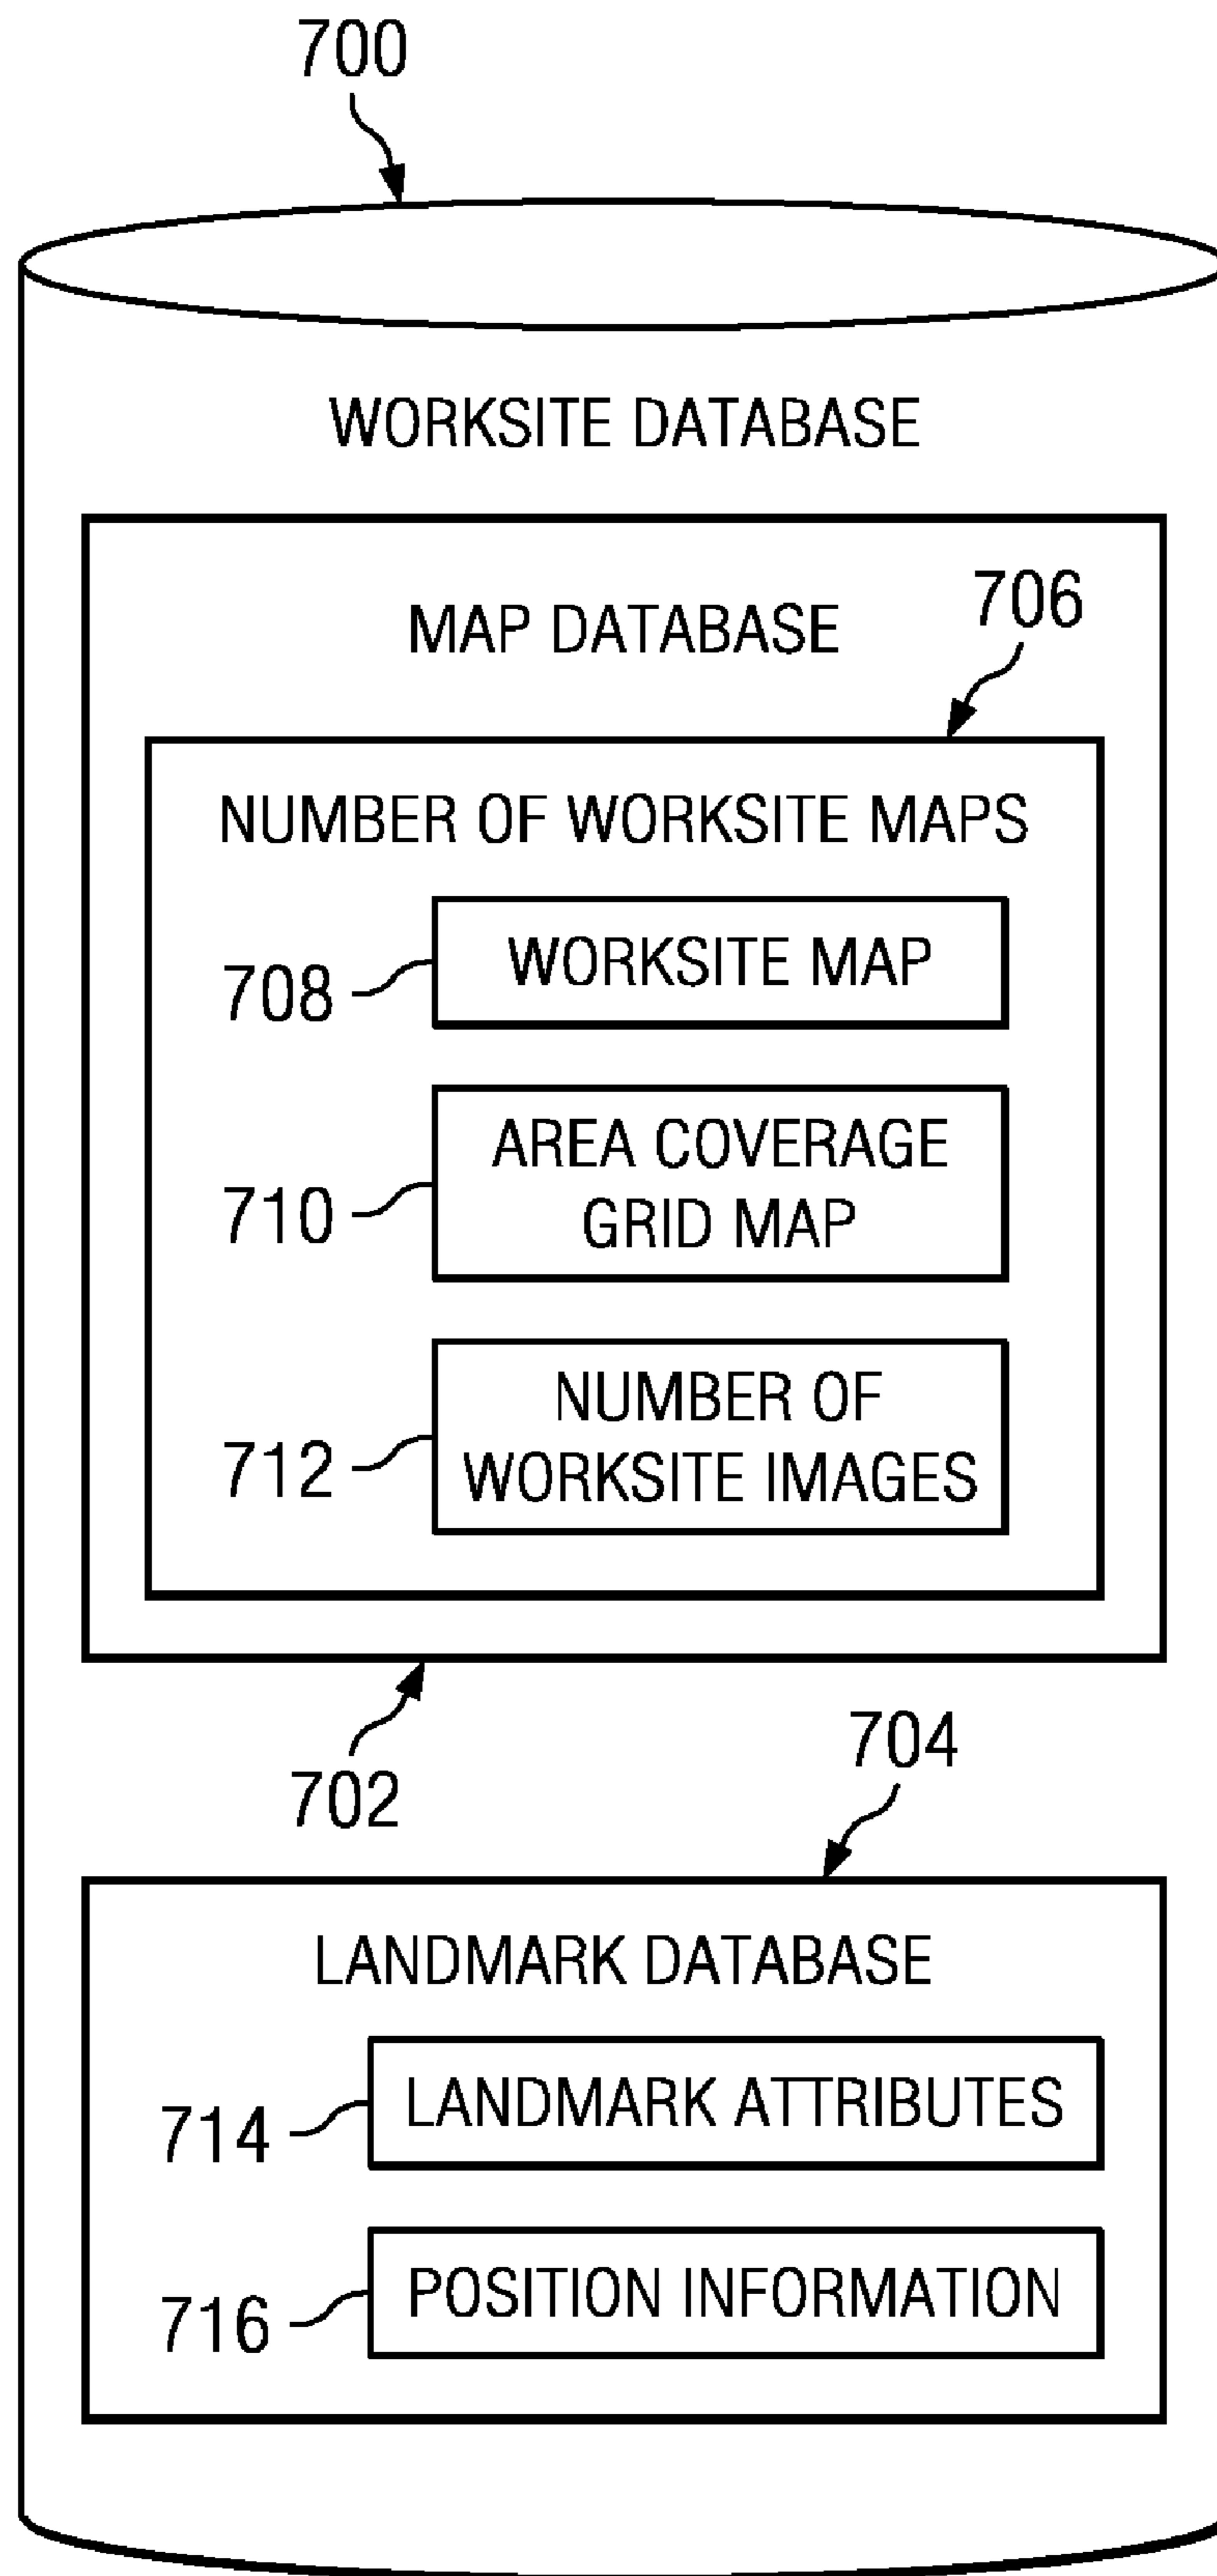 700
WORKSITE DATABASE
MAP DATABASE
706
NUMBER OF WORKSITE MAPS
708
WORKSITE MAP
710
AREA COVERAGE
GRID MAP
712
NUMBER OF
WORKSITE IMAGES
702
704
LANDMARK DATABASE
714
LANDMARK ATTRIBUTES
716
POSITION INFORMATION